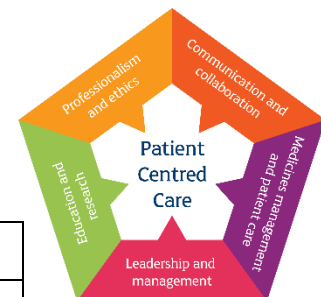 Professionalism
and ethics
Communication and
collaboration
Patient
Centred
Care
Education and
research
Medicines management
and patient care
Leadership and
management